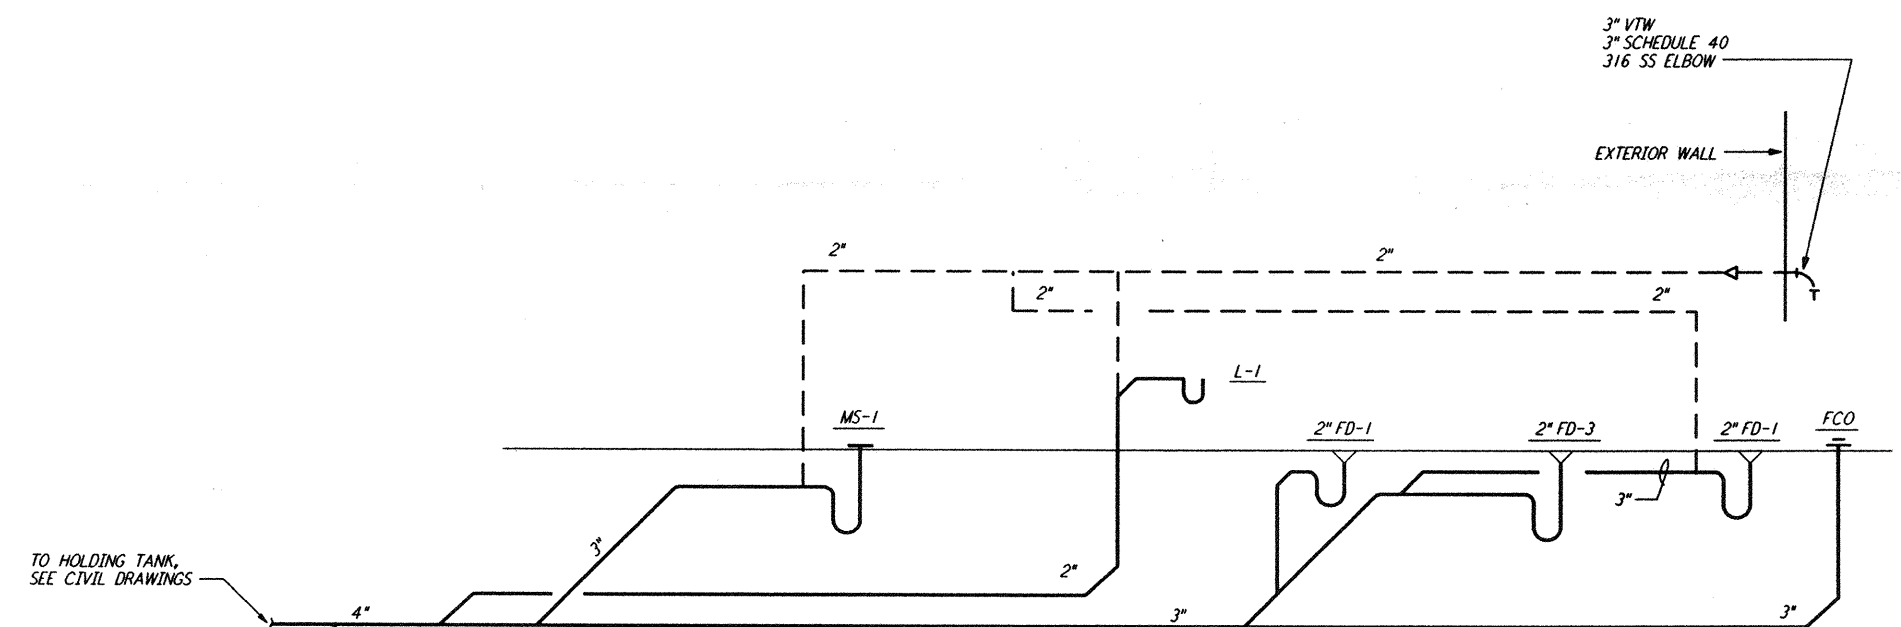 3" VTW
3" SCHEDULE 40
316 SS ELBOW
EXTERIOR WALL
2"
2"
2"
2"
T
L-1
MS-1
2" FD-1
2" FD-3
2" FD-1
FCO
3"
3"
TO HOLDING TANK,
SEE CIVIL DRAWINGS
2"
4"
3"
3"